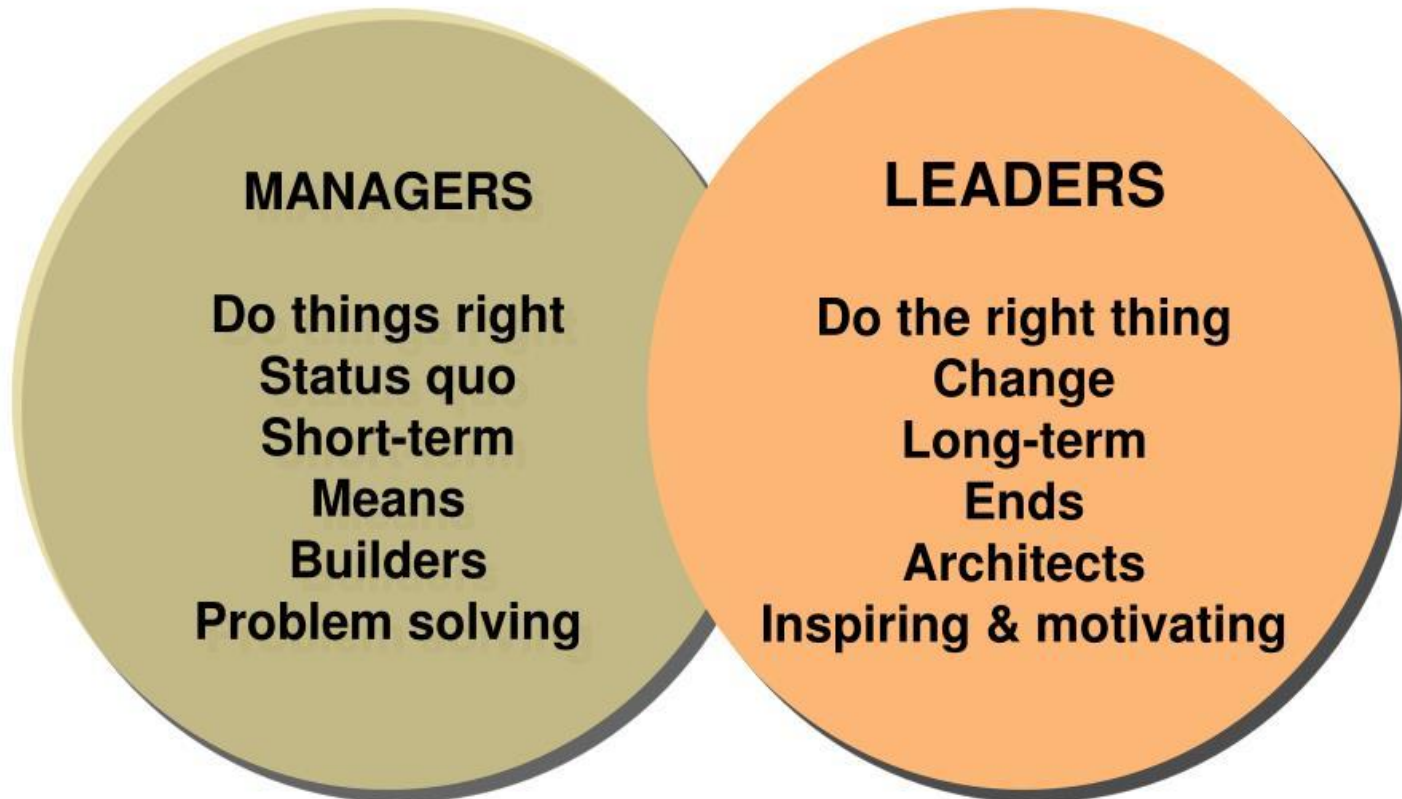 MANAGERS
Do things right
Status quo
Short-term
Means
Builders
Problem solving
LEADERS
Do the right thing
Change
Long-term
Ends
Architects
Inspiring & motivating